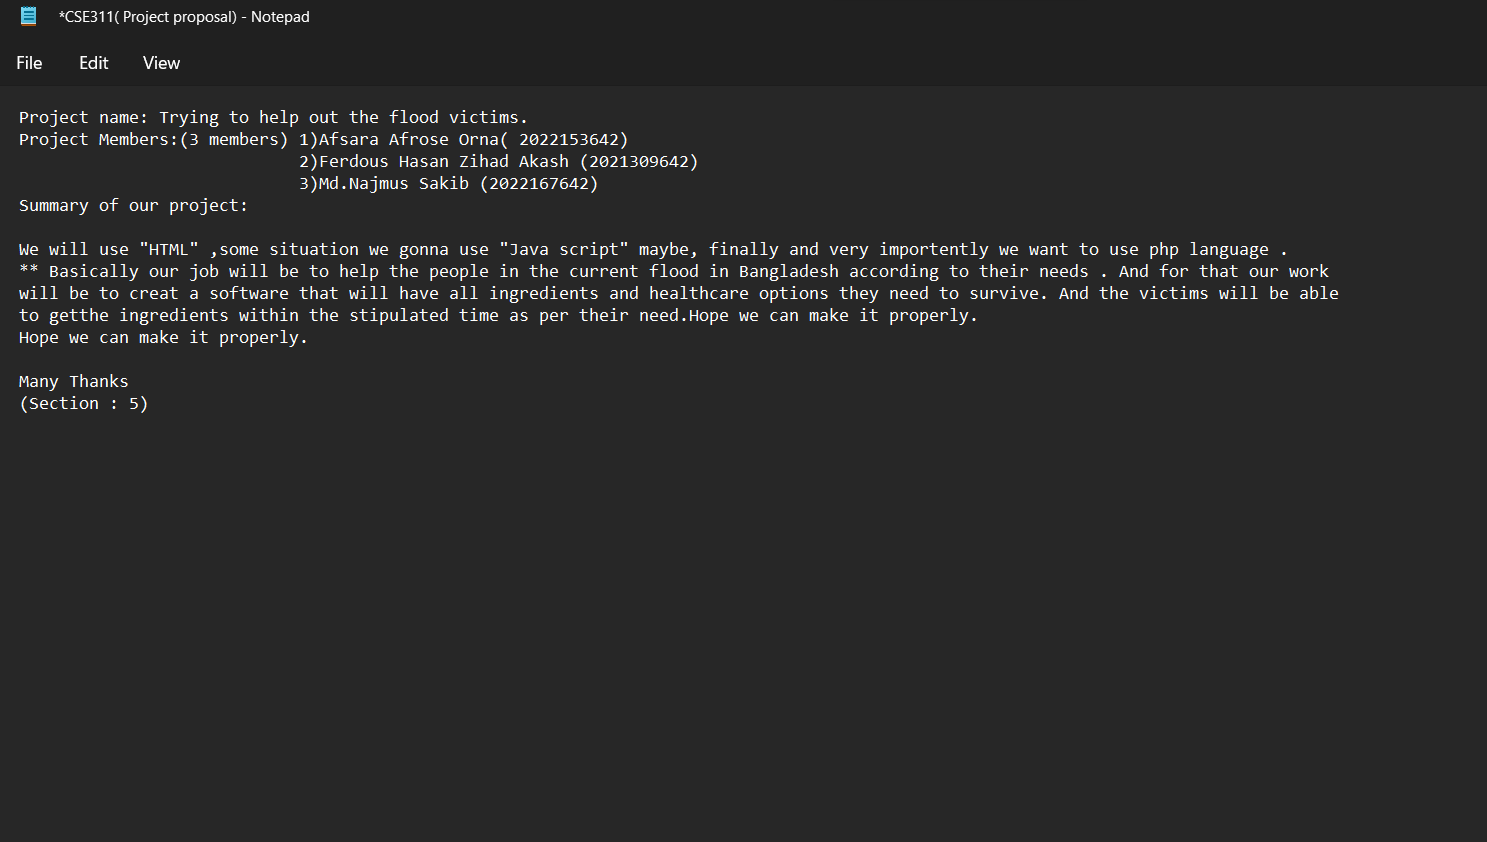 *CSE311( Project proposal) - Notepad
File Edit View
Project name: Trying to help out the flood victims.
Project Members:(3 members) 1)Afsara Afrose Orna( 2022153642)
2)Ferdous Hasan Zihad Akash (2021309642)
3)Md.Najmus Sakib (2022167642)
Summary of our project:
We will use "HTML" ,some situation we gonna use "Java script" maybe, finally and very importently we want to use php language .
** Basically our job will be to help the people in the current flood in Bangladesh according to their needs . And for that our work
will be to creat a software that will have all ingredients and healthcare options they need to survive. And the victims will be able
to getthe ingredients within the stipulated time as per their need.Hope we can make it properly.
Hope we can make it properly.
Many Thanks
(Section : 5)